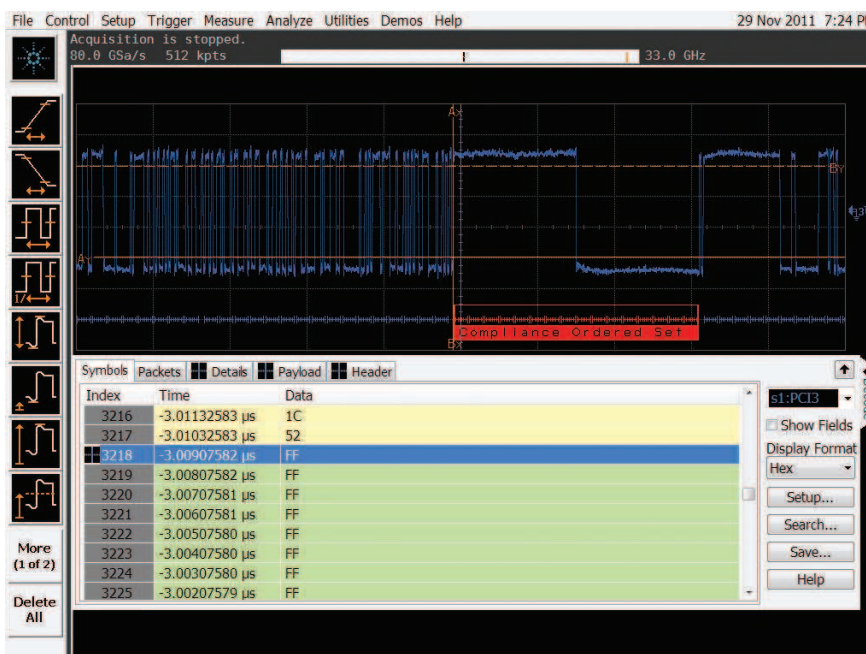 File Control Setup Trigger Measure Analyze Utilities Demos Help 29 Nov 2011 7:24 P
Acquisition is stopped.
80.0 GSa/s 512 kpts 33.0 GHz
Ax
By
Ay
Compliance Ordered Set
Bx
1/
More
(1 of 2)
Delete
All
Symbols Packets Details Payload Header
Index Time Data
3216 -3.01132583 µs 1C
3217 -3.01032583 µs 52
3218 -3.00907582 µs FF
3219 -3.00807582 µs FF
3220 -3.00707581 µs FF
3221 -3.00607581 µs FF
3222 -3.00507580 µs FF
3223 -3.00407580 µs FF
3224 -3.00307580 µs FF
3225 -3.00207579 µs FF
s1:PCI3
Show Fields
Display Format
Hex
Setup...
Search...
Save...
Help